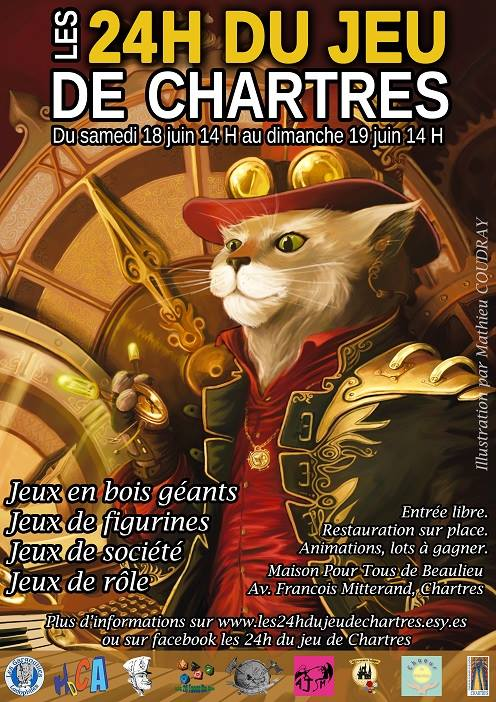 LES
24H DU JEU
DE CHARTRES
Du samedi 18 juin 14 H au dimanche 19 juin 14 H
Illustration par Mathieu COUDRAY
Jeux en bois géants
Jeux de figurines
Jeux de société
Jeux de rôle
Entrée libre.
Restauration sur place.
Animations, lots à gagner.
Maison Pour Tous de Beaulieu
Av. Francois Mitterand, Chartres
Plus d'informations sur www.les24hdujeudechartres.esy.es
ou sur facebook les 24h du jeu de Chartres
CHARTRES